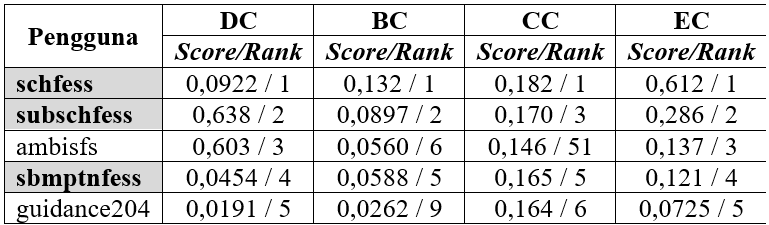 Pengguna DC BC CC EC
Score/Rank Score/Rank Score/Rank Score/Rank
schfess 0,0922 / 1 0,132 / 1 0,182 / 1 0,612 / 1
subschfess 0,638 / 2 0,0897 / 2 0,170 / 3 0,286 / 2
ambisfs 0,603 / 3 0,0560 / 6 0,146 / 51 0,137 / 3
sbmptnfess 0,0454 / 4 0,0588 / 5 0,165 / 5 0,121 / 4
guidance204 0,0191 / 5 0,0262 / 9 0,164 / 6 0,0725 / 5